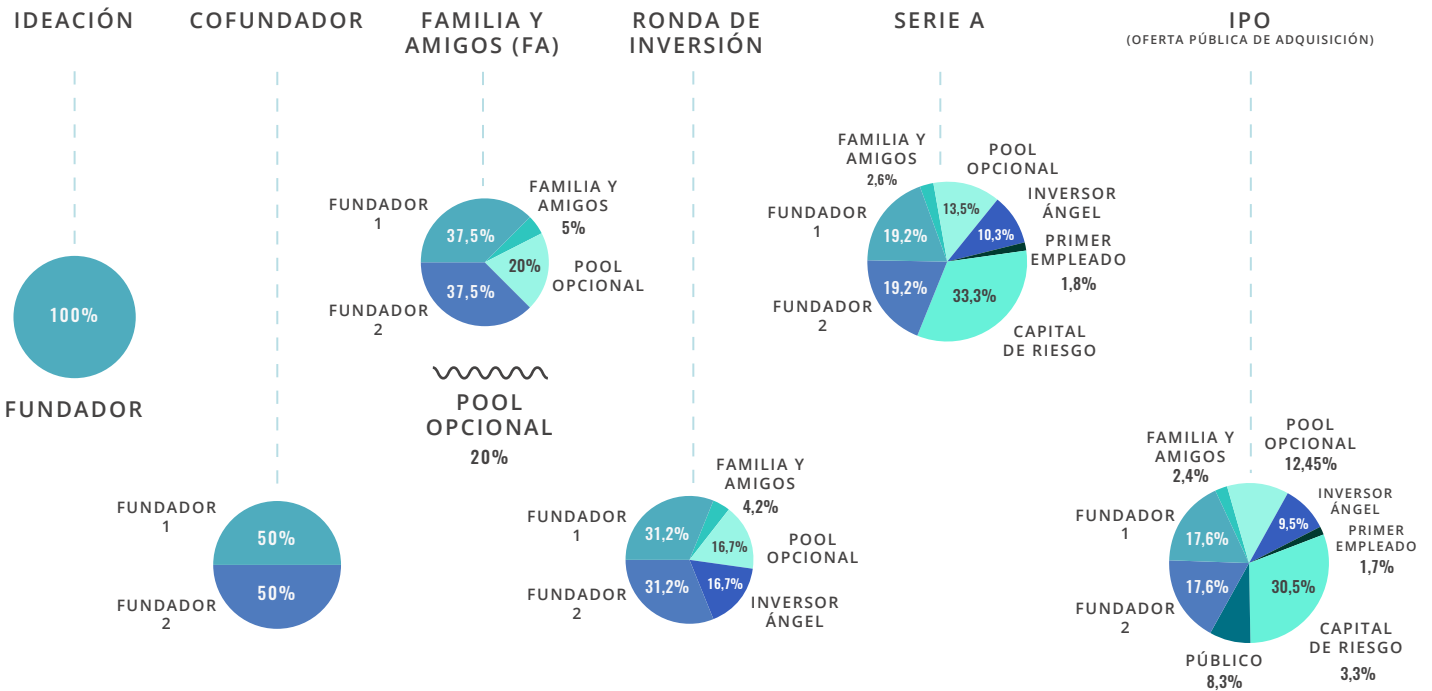 IDEACIÓN
100%
FUNDADOR
COFUNDADOR
FUNDADOR
1
50%
50%
FUNDADOR
2
FAMILIA Y
AMIGOS (FA)
FUNDADOR
1
37,5%
FAMILIA Y
AMIGOS
5%
20%
POOL
OPCIONAL
37,5%
FUNDADOR
2
POOL
OPCIONAL
20%
RONDA DE
INVERSIÓN
FAMILIA Y
AMIGOS
4,2%
FUNDADOR
1
31,2%
16,7%
POOL
OPCIONAL
31,2%
16,7%
FUNDADOR
2
INVERSOR
ÁNGEL
SERIE A
FAMILIA Y
AMIGOS
2,6%
POOL
OPCIONAL
13,5%
INVERSOR
ÁNGEL
10,3%
FUNDADOR
1
19,2%
PRIMER
EMPLEADO
1,8%
19,2%
33,3%
FUNDADOR
2
CAPITAL
DE RIESGO
IPO
(OFERTA PÚBLICA DE ADQUISICIÓN)
FAMILIA Y
AMIGOS
2,4%
POOL
OPCIONAL
12,45%
INVERSOR
ÁNGEL
9,5%
FUNDADOR
1
17,6%
PRIMER
EMPLEADO
1,7%
17,6%
30,5%
FUNDADOR
2
CAPITAL
DE RIESGO
3,3%
PÚBLICO
8,3%